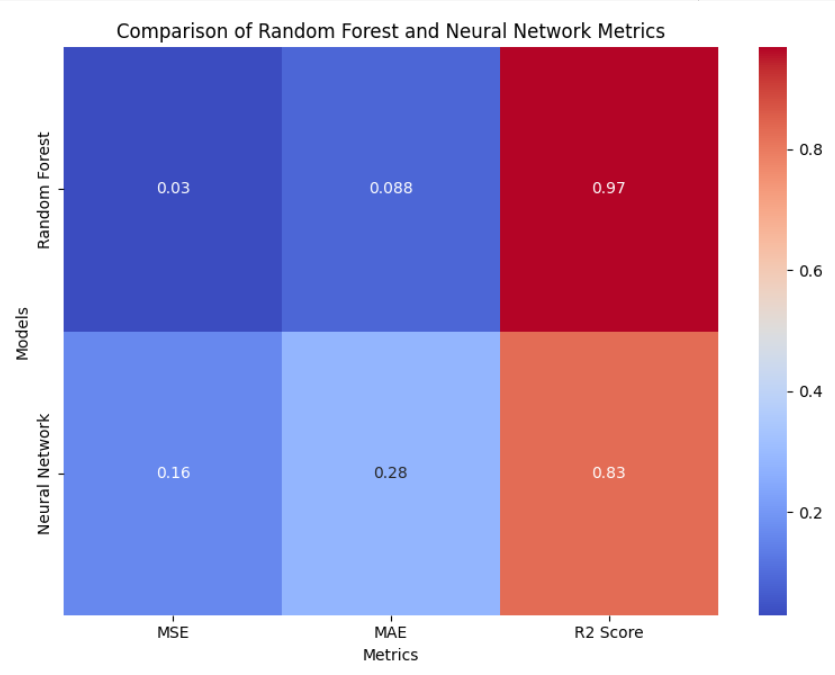 Comparison of Random Forest and Neural Network Metrics
Models
Random Forest
0.03 0.088 0.97
Neural Network
0.16 0.28 0.83
MSE MAE R2 Score
Metrics
0.8
0.6
0.4
0.2